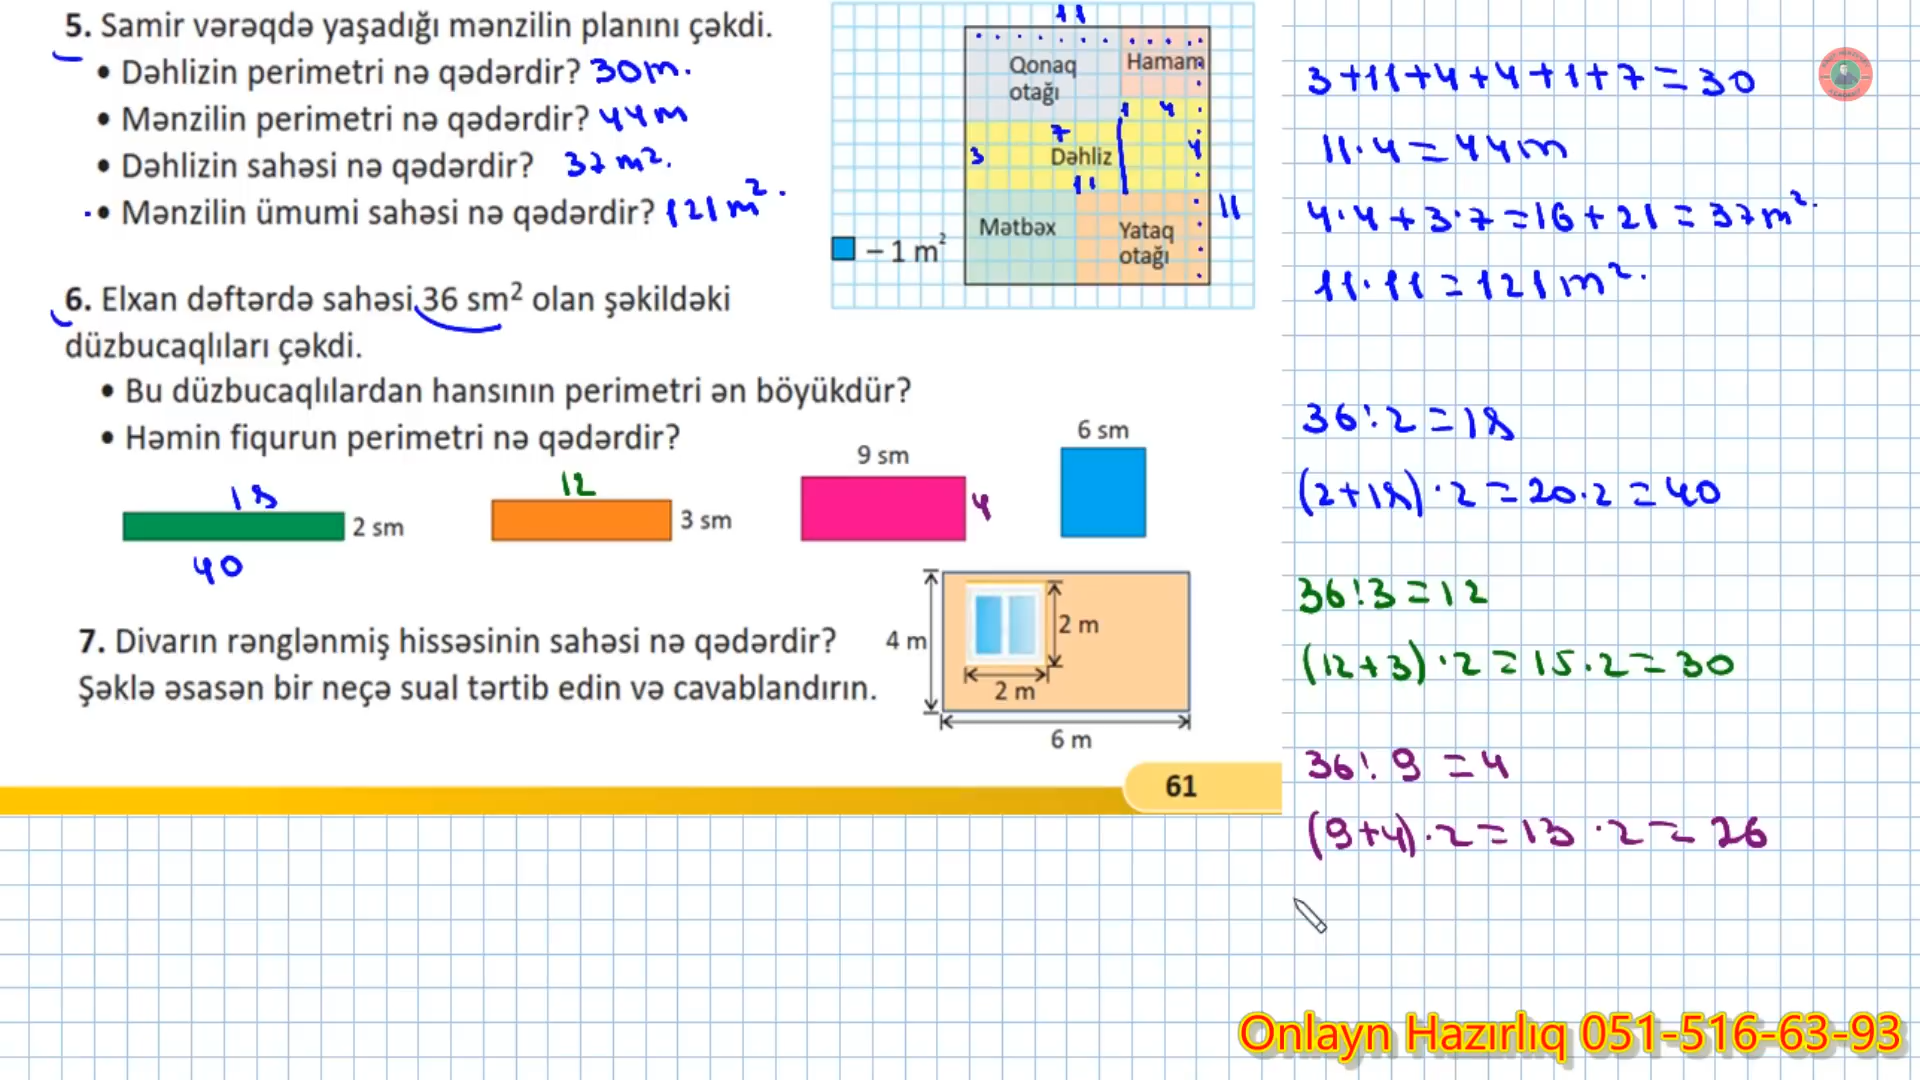 5. Samir vərəqdə yaşadığı mənzilin planını çəkdi.
• Dəhlizin perimetri nə qədərdir? 30m.
• Mənzilin perimetri nə qədərdir? 44m
• Dəhlizin sahəsi nə qədərdir? 37m².
• Mənzilin ümumi sahəsi nə qədərdir? 121m².
11
Qonaq otağı
Hamam
1 4
7
3 Dəhliz 4
11
11
Mətbəx
Yataq otağı
– 1 m²
6. Elxan dəftərdə sahəsi 36 sm² olan şəkildəki
düzbucaqlıları çəkdi.
• Bu düzbucaqlılardan hansının perimetri ən böyükdür?
• Həmin fiqurun perimetri nə qədərdir?
18
2 sm
40
12
3 sm
9 sm
4
6 sm
7. Divarın rənglənmiş hissəsinin sahəsi nə qədərdir?
Şəklə əsasən bir neçə sual tərtib edin və cavablandırın.
4 m
2 m
2 m
6 m
61
3+11+4+4+1+7=30
11·4=44m
4·4+3·7=16+21=37m².
11·11=121m².
36:2=18
(2+18)·2=20·2=40
36:3=12
(12+3)·2=15·2=30
36:9=4
(9+4)·2=13·2=26
Onlayn Hazırlıq 051-516-63-93